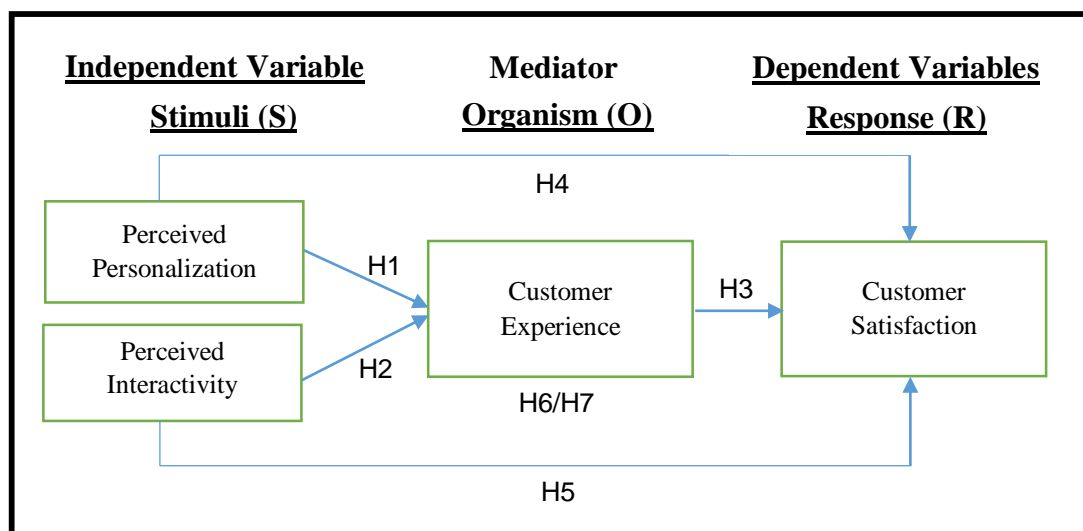 Independent Variable
Stimuli (S)
Mediator
Organism (O)
Dependent Variables
Response (R)
H4
Perceived
Personalization
H1
Customer
Experience
H3
Customer
Satisfaction
Perceived
Interactivity
H2
H6/H7
H5